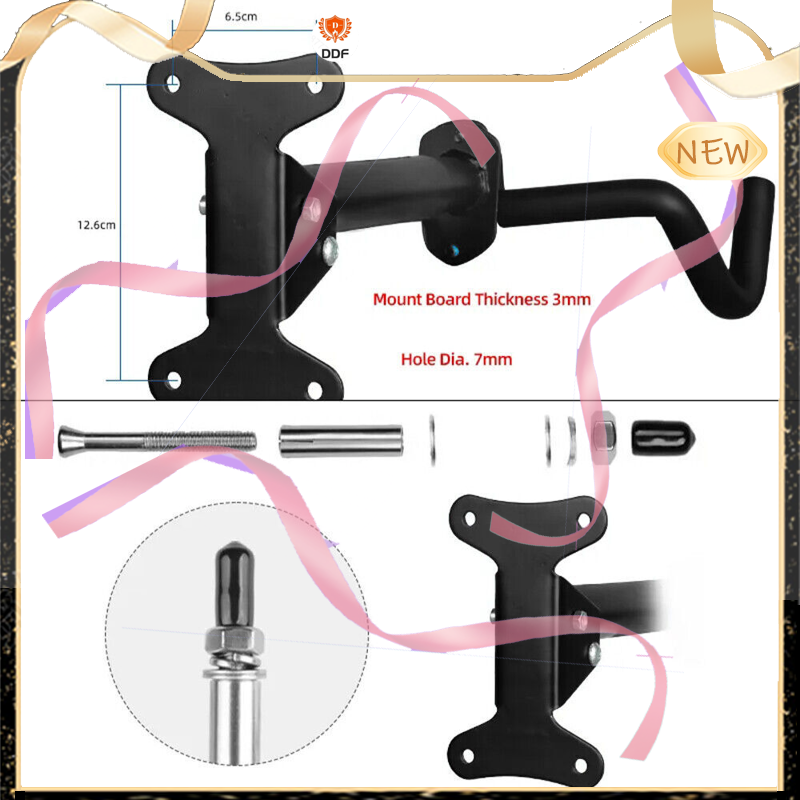 6.5cm
DDF
NEW
12.6cm
Mount Board Thickness 3mm
Hole Dia. 7mm